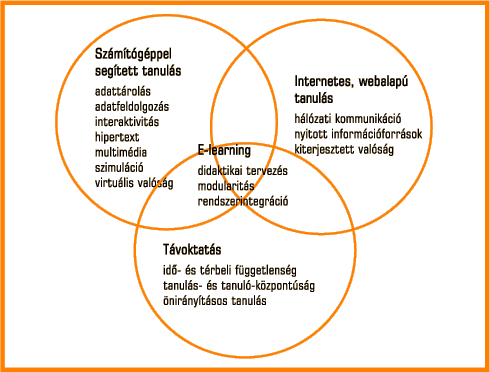 Számítógéppel
segített tanulás
adattárolás
adatfeldolgozás
interaktivitás
hipertext
multimédia
szimuláció
virtuális valóság
Internetes, webalapú
tanulás
hálózati kommunikáció
nyitott információforrások
kiterjesztett valóság
E-learning
didaktikai tervezés
modularitás
rendszerintegráció
Távoktatás
idő- és térbeli függetlenség
tanulás- és tanuló-központúság
önirányításos tanulás